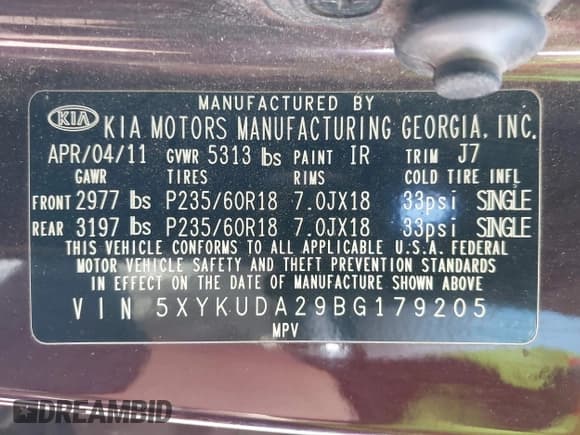 MANUFACTURED BY
KIA KIA MOTORS MANUFACTURING GEORGIA, INC.
APR/04/11 GVWR 5313 lbs PAINT IR TRIM J7
GAWR TIRES RIMS COLD TIRE INFL
FRONT 2977 lbs P235/60R18 7.0JX18 33psi SINGLE
REAR 3197 lbs P235/60R18 7.0JX18 33psi SINGLE
THIS VEHICLE CONFORMS TO ALL APPLICABLE U.S.A. FEDERAL
MOTOR VEHICLE SAFETY AND THEFT PREVENTION STANDARDS
IN EFFECT ON THE DATE OF MANUFACTURE SHOWN ABOVE
VIN 5XYKUDA29BG179205
MPV
DREAMBID